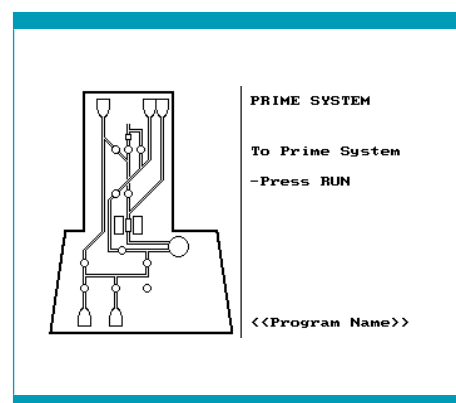 PRIME SYSTEM
To Prime System
-Press RUN
<<Program Name>>